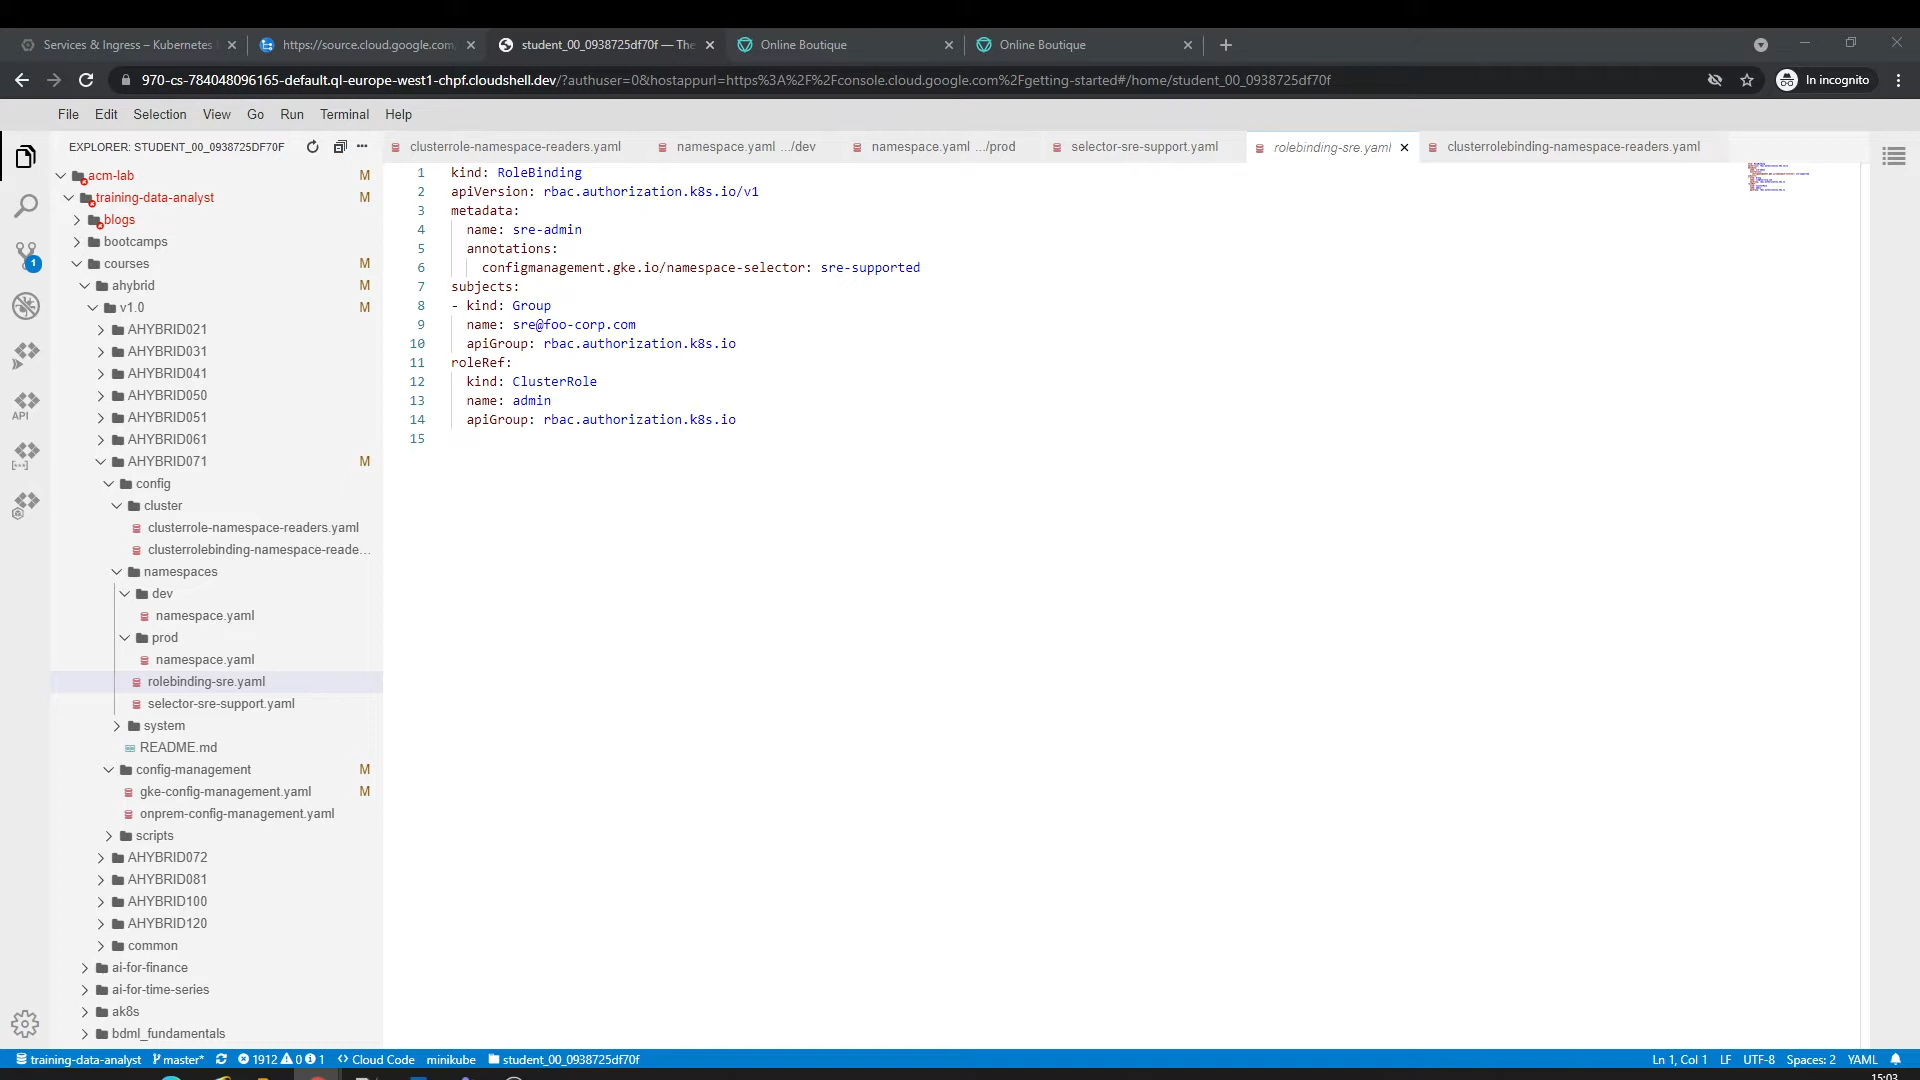 Services & Ingress – Kubernetes
https://source.cloud.google.com
student_00_0938725df70f — The
Online Boutique
Online Boutique
970-cs-784048096165-default.ql-europe-west1-chpf.cloudshell.dev/?authuser=0&hostappurl=https%3A%2F%2Fconsole.cloud.google.com%2Fgetting-started#/home/student_00_0938725df70f
In incognito
File Edit Selection View Go Run Terminal Help
EXPLORER: STUDENT_00_0938725DF70F
acm-lab M
training-data-analyst M
blogs
bootcamps
courses M
ahybrid M
v1.0 M
AHYBRID021
AHYBRID031
AHYBRID041
AHYBRID050
AHYBRID051
AHYBRID061
AHYBRID071 M
config
cluster
clusterrole-namespace-readers.yaml
clusterrolebinding-namespace-reade...
namespaces
dev
namespace.yaml
prod
namespace.yaml
rolebinding-sre.yaml
selector-sre-support.yaml
system
README.md
config-management M
gke-config-management.yaml M
onprem-config-management.yaml
scripts
AHYBRID072
AHYBRID081
AHYBRID100
AHYBRID120
common
ai-for-finance
ai-for-time-series
ak8s
bdml_fundamentals
1
API
clusterrole-namespace-readers.yaml
namespace.yaml .../dev
namespace.yaml .../prod
selector-sre-support.yaml
rolebinding-sre.yaml
clusterrolebinding-namespace-readers.yaml
1 kind: RoleBinding
2 apiVersion: rbac.authorization.k8s.io/v1
3 metadata:
4 name: sre-admin
5 annotations:
6 configmanagement.gke.io/namespace-selector: sre-supported
7 subjects:
8 - kind: Group
9 name: sre@foo-corp.com
10 apiGroup: rbac.authorization.k8s.io
11 roleRef:
12 kind: ClusterRole
13 name: admin
14 apiGroup: rbac.authorization.k8s.io
15
training-data-analyst master* 1912 0 1 Cloud Code minikube student_00_0938725df70f
Ln 1, Col 1 LF UTF-8 Spaces: 2 YAML
15:03